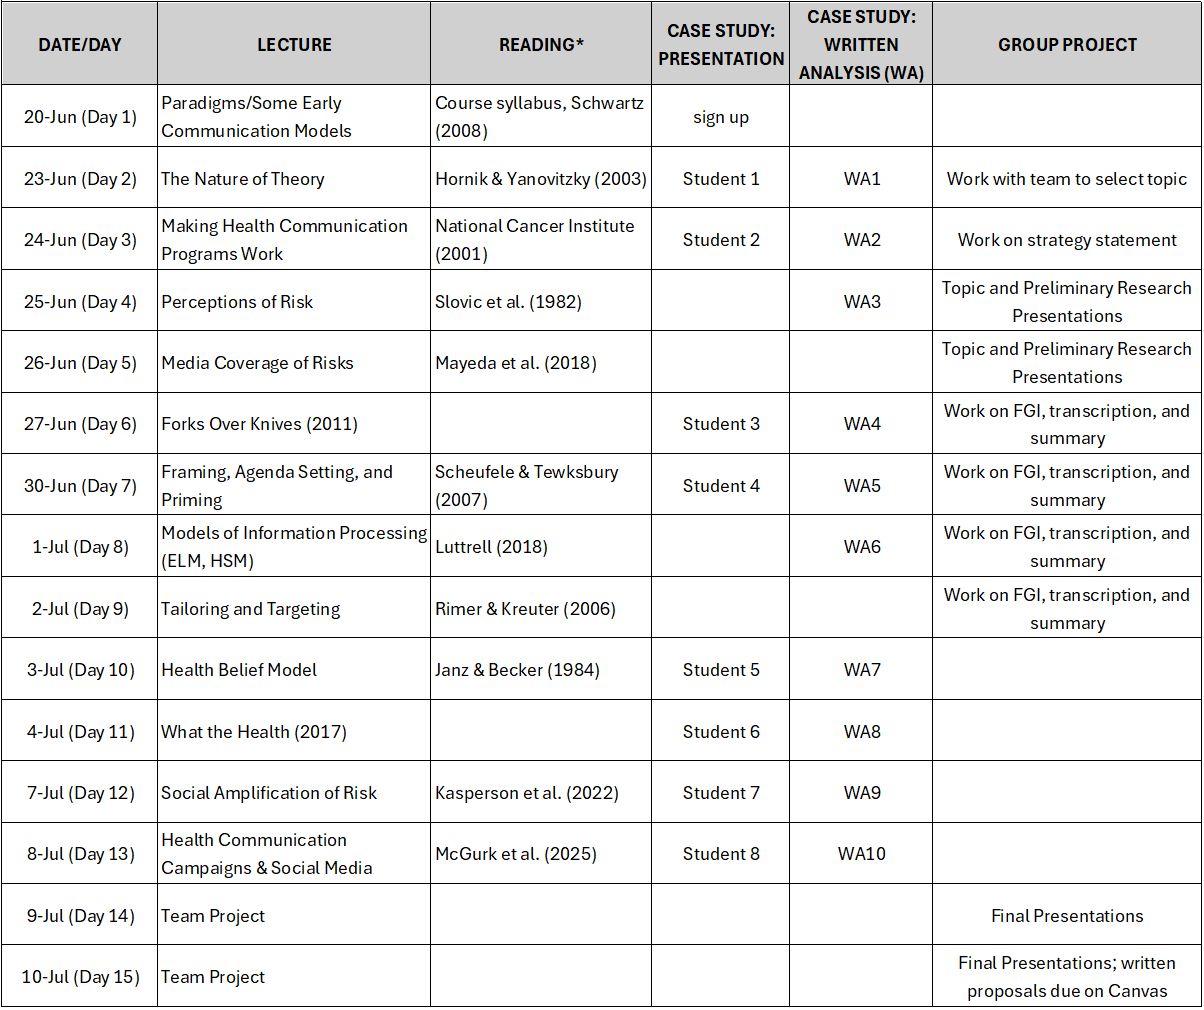 DATE/DAY
LECTURE
READING*
CASE STUDY:
PRESENTATION
CASE STUDY:
WRITTEN
ANALYSIS (WA)
GROUP PROJECT
20-Jun (Day 1)
Paradigms/Some Early
Communication Models
Course syllabus, Schwartz
(2008)
sign up
23-Jun (Day 2)
The Nature of Theory
Hornik & Yanovitzky (2003)
Student 1
WA1
Work with team to select topic
24-Jun (Day 3)
Making Health Communication
Programs Work
National Cancer Institute
(2001)
Student 2
WA2
Work on strategy statement
25-Jun (Day 4)
Perceptions of Risk
Slovic et al. (1982)
WA3
Topic and Preliminary Research
Presentations
26-Jun (Day 5)
Media Coverage of Risks
Mayeda et al. (2018)
Topic and Preliminary Research
Presentations
27-Jun (Day 6)
Forks Over Knives (2011)
Student 3
WA4
Work on FGI, transcription, and
summary
30-Jun (Day 7)
Framing, Agenda Setting, and
Priming
Scheufele & Tewksbury
(2007)
Student 4
WA5
Work on FGI, transcription, and
summary
1-Jul (Day 8)
Models of Information Processing
(ELM, HSM)
Luttrell (2018)
WA6
Work on FGI, transcription, and
summary
2-Jul (Day 9)
Tailoring and Targeting
Rimer & Kreuter (2006)
Work on FGI, transcription, and
summary
3-Jul (Day 10)
Health Belief Model
Janz & Becker (1984)
Student 5
WA7
4-Jul (Day 11)
What the Health (2017)
Student 6
WA8
7-Jul (Day 12)
Social Amplification of Risk
Kasperson et al. (2022)
Student 7
WA9
8-Jul (Day 13)
Health Communication
Campaigns & Social Media
McGurk et al. (2025)
Student 8
WA10
9-Jul (Day 14)
Team Project
Final Presentations
10-Jul (Day 15)
Team Project
Final Presentations; written
proposals due on Canvas